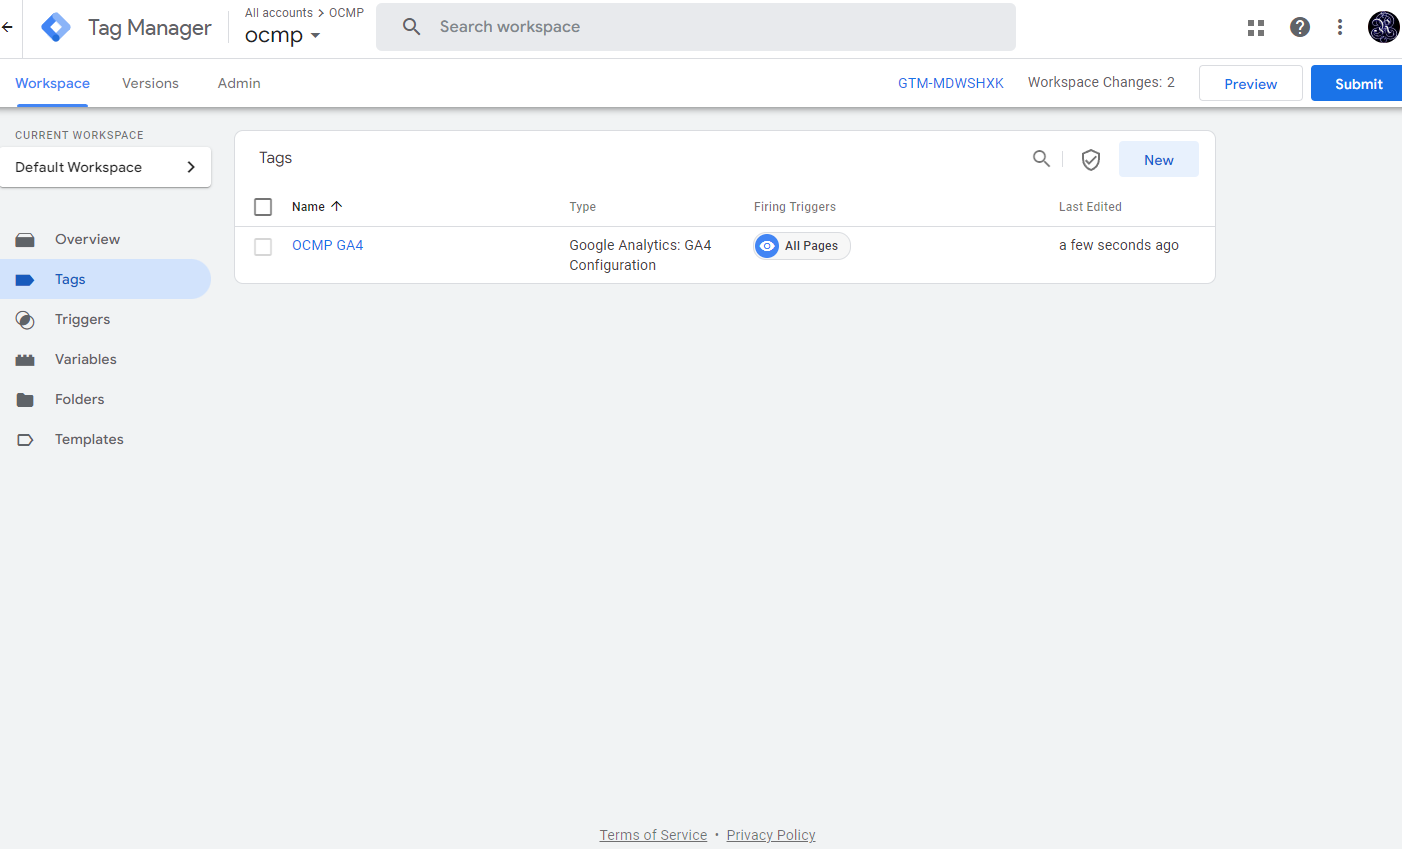 Tag Manager
All accounts > OCMP
ocmp
Search workspace
Workspace
Versions
Admin
GTM-MDWSHXK
Workspace Changes: 2
Preview
Submit
CURRENT WORKSPACE
Default Workspace
Overview
Tags
Triggers
Variables
Folders
Templates
Tags
New
Name
Type
Firing Triggers
Last Edited
OCMP GA4
Google Analytics: GA4
Configuration
All Pages
a few seconds ago
Terms of Service • Privacy Policy